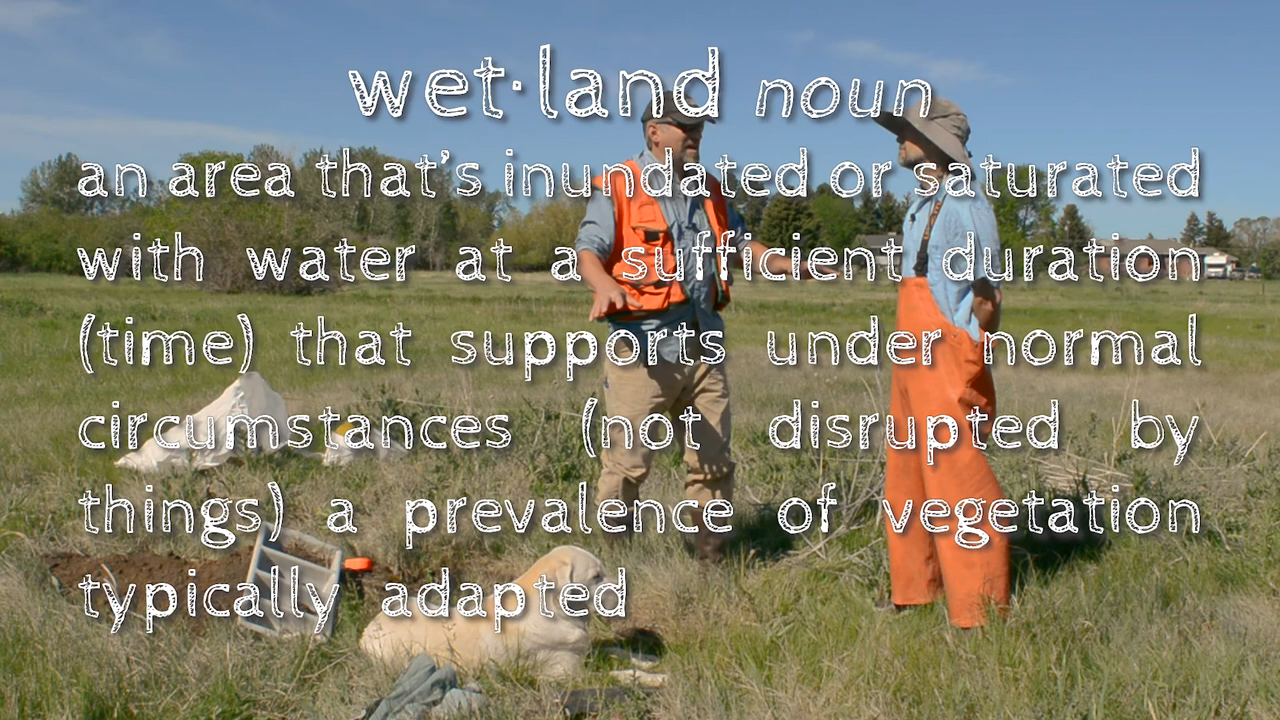 wet·land noun
an area that's inundated or saturated
with water at a sufficient duration
(time) that supports under normal
circumstances (not disrupted by
things) a prevalence of vegetation
typically adapted